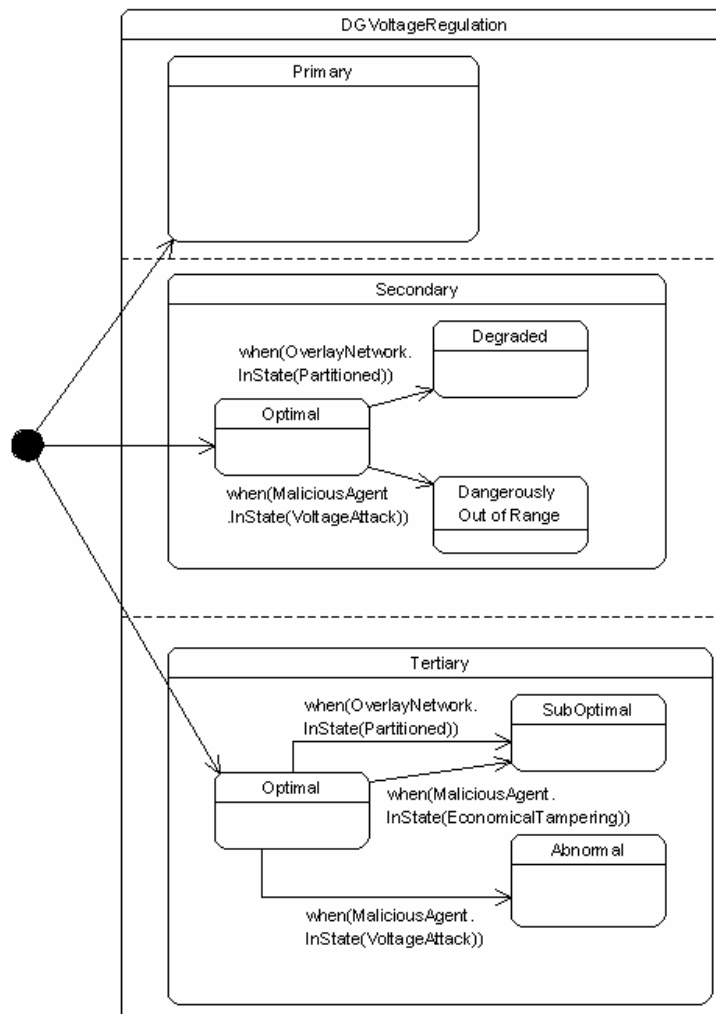 DGVoltageRegulation
Primary
Secondary
Degraded
when(OverlayNetwork.
InState(Partitioned))
Optimal
when(MaliciousAgent
.InState(VoltageAttack))
Dangerously
Out of Range
Tertiary
when(OverlayNetwork.
InState(Partitioned))
SubOptimal
Optimal
when(MaliciousAgent.
InState(EconomicalTampering))
Abnormal
when(MaliciousAgent.
InState(VoltageAttack))